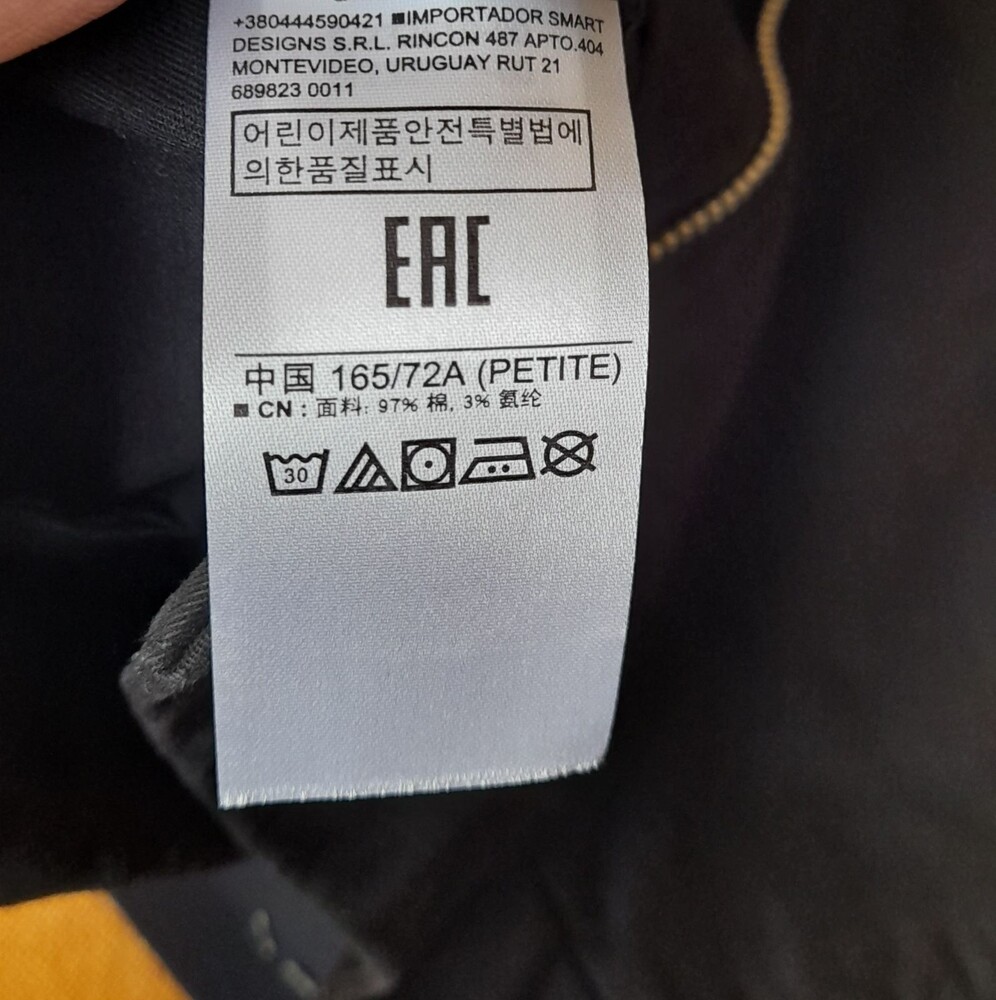 +380444590421 ■IMPORTADOR SMART
DESIGNS S.R.L. RINCON 487 APTO.404
MONTEVIDEO, URUGUAY RUT 21
689823 0011
어린이제품안전특별법에
의한품질표시
EAC
中国 165/72A (PETITE)
■ CN : 面料: 97% 棉, 3% 氨纶
30